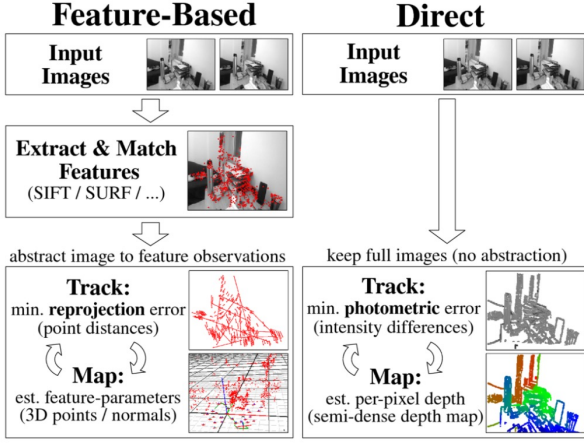 Feature-Based
Input
Images
Extract & Match
Features
(SIFT / SURF / ...)
abstract image to feature observations
Track:
min. reprojection error
(point distances)
Map:
est. feature-parameters
(3D points / normals)
Direct
Input
Images
keep full images (no abstraction)
Track:
min. photometric error
(intensity differences)
Map:
est. per-pixel depth
(semi-dense depth map)